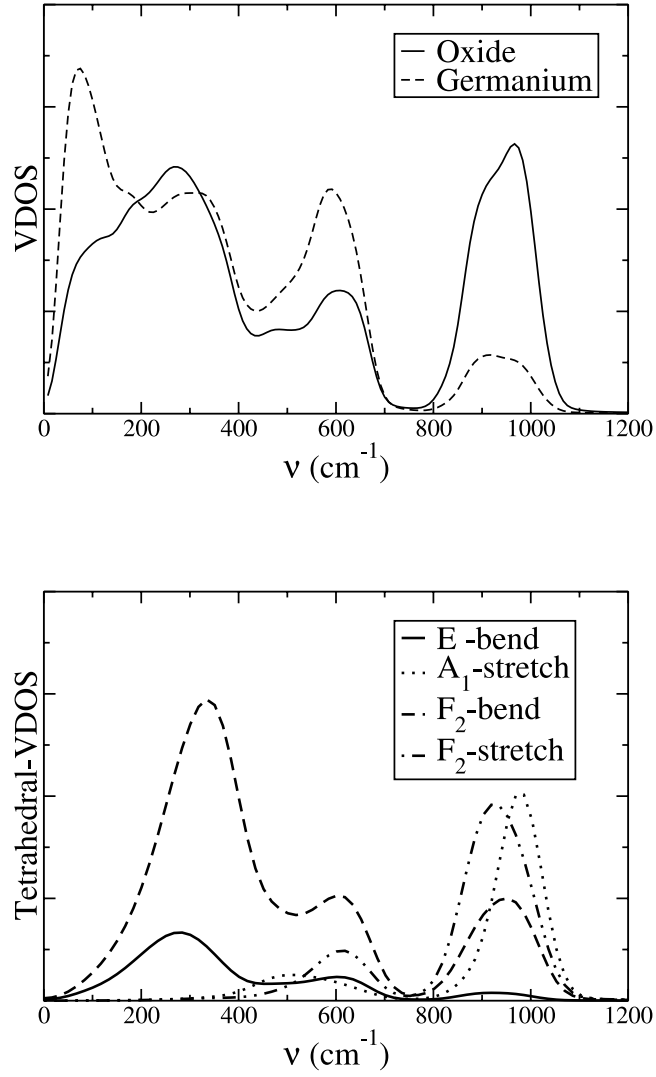 Oxide
Germanium
VDOS
0 200 400 600 800 1000 1200
ν (cm⁻¹)
E -bend
A₁-stretch
F₂-bend
F₂-stretch
Tetrahedral-VDOS
0 200 400 600 800 1000 1200
ν (cm⁻¹)